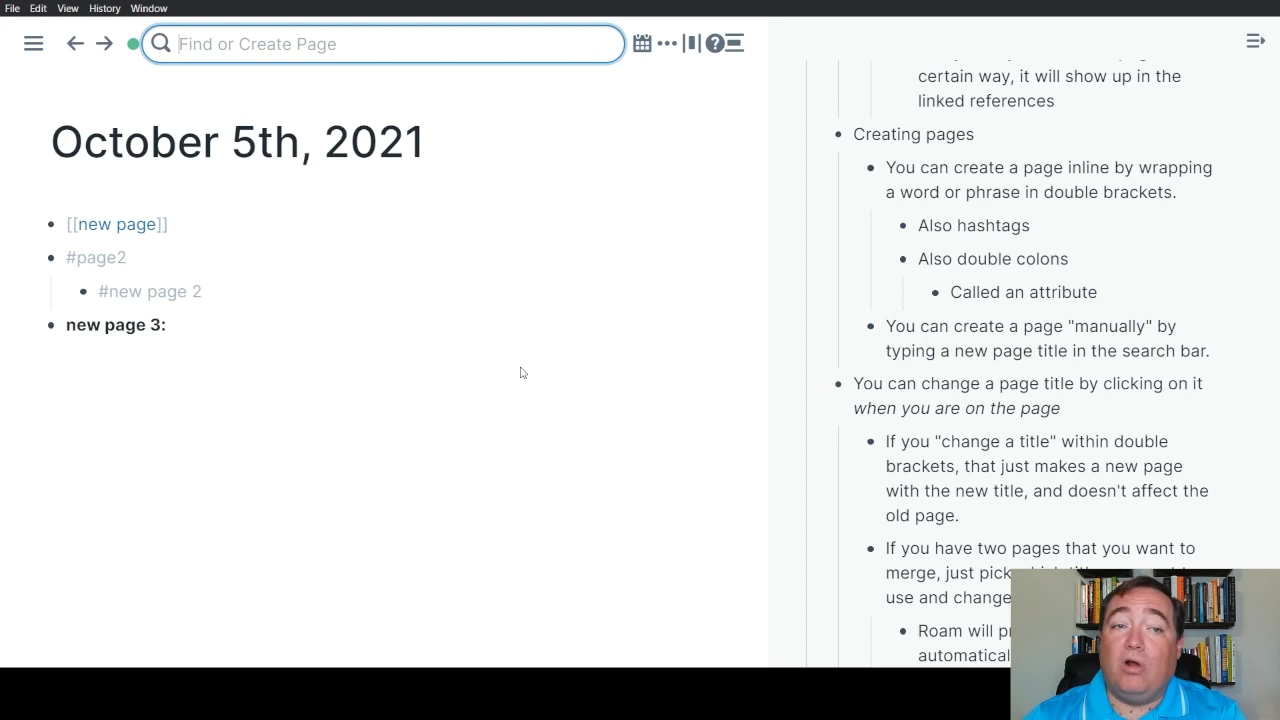 File Edit View History Window
Find or Create Page
October 5th, 2021
[[new page]]
#page2
#new page 2
new page 3:
certain way, it will show up in the
linked references
Creating pages
You can create a page inline by wrapping
a word or phrase in double brackets.
Also hashtags
Also double colons
Called an attribute
You can create a page "manually" by
typing a new page title in the search bar.
You can change a page title by clicking on it
when you are on the page
If you "change a title" within double
brackets, that just makes a new page
with the new title, and doesn't affect the
old page.
If you have two pages that you want to
merge, just pick
use and change
Roam will